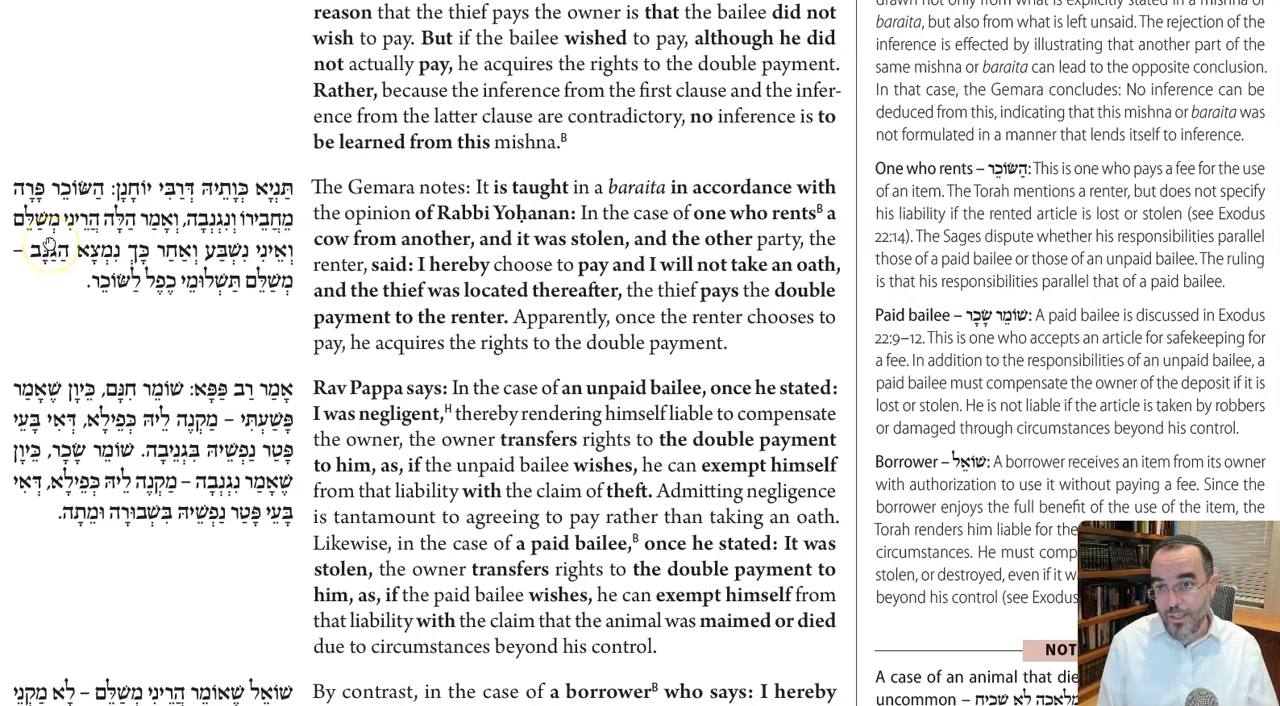 reason that the thief pays the owner is that the bailee did not
wish to pay. But if the bailee wished to pay, although he did
not actually pay, he acquires the rights to the double payment.
Rather, because the inference from the first clause and the infer-
ence from the latter clause are contradictory, no inference is to
be learned from this mishna.B
תַּנְיָא כְּוָתֵיהּ דְּרַבִּי יוֹחָנָן: הַשּׂוֹכֵר פָּרָה
מֵחֲבֵירוֹ וְנִגְנְבָה, וְאָמַר הַלָּה הֲרֵינִי מְשַׁלֵּם
וְאֵינִי נִשְׁבָּע וְאַחַר כָּךְ נִמְצָא הַגַּנָּב –
מְשַׁלֵּם תַּשְׁלוּמֵי כֶפֶל לַשּׂוֹכֵר.
The Gemara notes: It is taught in a baraita in accordance with
the opinion of Rabbi Yoḥanan: In the case of one who rentsB a
cow from another, and it was stolen, and the other party, the
renter, said: I hereby choose to pay and I will not take an oath,
and the thief was located thereafter, the thief pays the double
payment to the renter. Apparently, once the renter chooses to
pay, he acquires the rights to the double payment.
אָמַר רַב פַּפָּא: שׁוֹמֵר חִנָּם, כֵּיוָן שֶׁאָמַר
פָּשַׁעְתִּי – מַקְנֶה לֵיהּ כְּפֵילָא, דְּאִי בָּעֵי
פָּטַר נַפְשֵׁיהּ בִּגְנֵיבָה. שׁוֹמֵר שָׂכָר, כֵּיוָן
שֶׁאָמַר נִגְנְבָה – מַקְנֶה לֵיהּ כְּפֵילָא, דְּאִי
בָּעֵי פָּטַר נַפְשֵׁיהּ בִּשְׁבוּרָה וּמֵתָה.
Rav Pappa says: In the case of an unpaid bailee, once he stated:
I was negligent,H thereby rendering himself liable to compensate
the owner, the owner transfers rights to the double payment
to him, as, if the unpaid bailee wishes, he can exempt himself
from that liability with the claim of theft. Admitting negligence
is tantamount to agreeing to pay rather than taking an oath.
Likewise, in the case of a paid bailee,B once he stated: It was
stolen, the owner transfers rights to the double payment to
him, as, if the paid bailee wishes, he can exempt himself from
that liability with the claim that the animal was maimed or died
due to circumstances beyond his control.
שׁוֹאֵל שֶׁאוֹמֵר הֲרֵינִי מְשַׁלֵּם – לָא מַקְנֵי
By contrast, in the case of a borrowerB who says: I hereby
drawn not only from what is explicitly stated in a mishna or
baraita, but also from what is left unsaid. The rejection of the
inference is effected by illustrating that another part of the
same mishna or baraita can lead to the opposite conclusion.
In that case, the Gemara concludes: No inference can be
deduced from this, indicating that this mishna or baraita was
not formulated in a manner that lends itself to inference.
One who rents – הַשּׂוֹכֵר: This is one who pays a fee for the use
of an item. The Torah mentions a renter, but does not specify
his liability if the rented article is lost or stolen (see Exodus
22:14). The Sages dispute whether his responsibilities parallel
those of a paid bailee or those of an unpaid bailee. The ruling
is that his responsibilities parallel that of a paid bailee.
Paid bailee – שׁוֹמֵר שָׂכָר: A paid bailee is discussed in Exodus
22:9–12. This is one who accepts an article for safekeeping for
a fee. In addition to the responsibilities of an unpaid bailee, a
paid bailee must compensate the owner of the deposit if it is
lost or stolen. He is not liable if the article is taken by robbers
or damaged through circumstances beyond his control.
Borrower – שׁוֹאֵל: A borrower receives an item from its owner
with authorization to use it without paying a fee. Since the
borrower enjoys the full benefit of the use of the item, the
Torah renders him liable for the
circumstances. He must comp
stolen, or destroyed, even if it w
beyond his control (see Exodus
NOT
A case of an animal that die
uncommon – מְלָאכָה לֹא שְׁכִיחַ